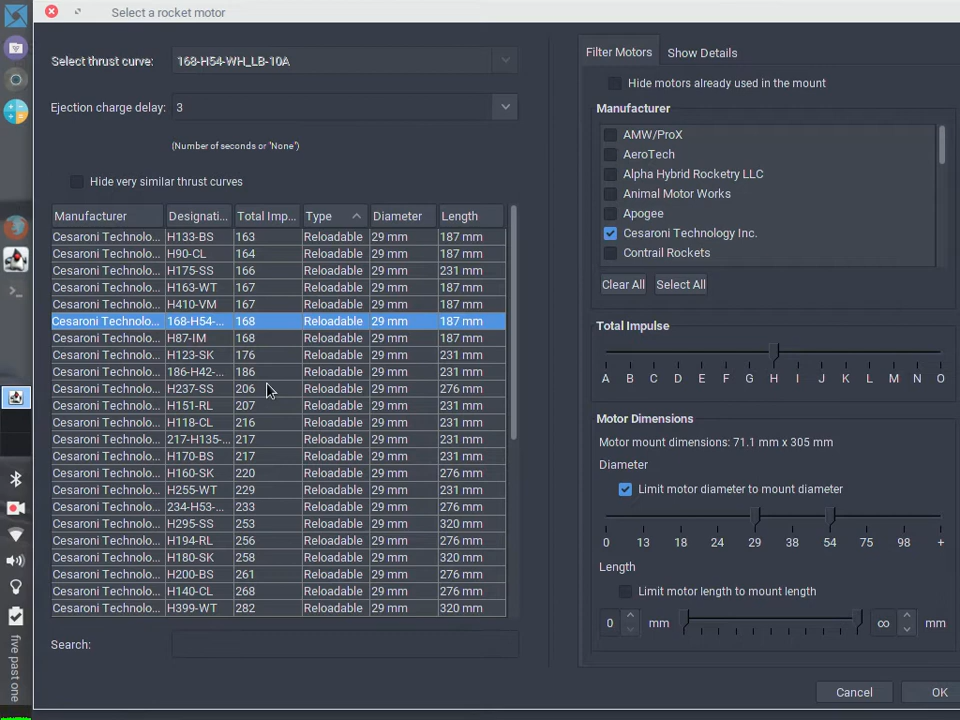 Select a rocket motor
Select thrust curve: 168-H54-WH_LB-10A
Ejection charge delay: 3
(Number of seconds or "None")
Hide very similar thrust curves
Manufacturer Designati... Total Imp... Type Diameter Length
Cesaroni Technolo... H133-BS 163 Reloadable 29 mm 187 mm
Cesaroni Technolo... H90-CL 164 Reloadable 29 mm 187 mm
Cesaroni Technolo... H175-SS 166 Reloadable 29 mm 231 mm
Cesaroni Technolo... H163-WT 167 Reloadable 29 mm 187 mm
Cesaroni Technolo... H410-VM 167 Reloadable 29 mm 187 mm
Cesaroni Technolo... 168-H54-... 168 Reloadable 29 mm 187 mm
Cesaroni Technolo... H87-IM 168 Reloadable 29 mm 187 mm
Cesaroni Technolo... H123-SK 176 Reloadable 29 mm 231 mm
Cesaroni Technolo... 186-H42-... 186 Reloadable 29 mm 231 mm
Cesaroni Technolo... H237-SS 206 Reloadable 29 mm 276 mm
Cesaroni Technolo... H151-RL 207 Reloadable 29 mm 231 mm
Cesaroni Technolo... H118-CL 216 Reloadable 29 mm 231 mm
Cesaroni Technolo... 217-H135-... 217 Reloadable 29 mm 231 mm
Cesaroni Technolo... H170-BS 217 Reloadable 29 mm 231 mm
Cesaroni Technolo... H160-SK 220 Reloadable 29 mm 276 mm
Cesaroni Technolo... H255-WT 229 Reloadable 29 mm 231 mm
Cesaroni Technolo... 234-H53-... 233 Reloadable 29 mm 276 mm
Cesaroni Technolo... H295-SS 253 Reloadable 29 mm 320 mm
Cesaroni Technolo... H194-RL 256 Reloadable 29 mm 276 mm
Cesaroni Technolo... H180-SK 258 Reloadable 29 mm 320 mm
Cesaroni Technolo... H200-BS 261 Reloadable 29 mm 276 mm
Cesaroni Technolo... H140-CL 268 Reloadable 29 mm 276 mm
Cesaroni Technolo... H399-WT 282 Reloadable 29 mm 320 mm
Search:
Filter Motors Show Details
Hide motors already used in the mount
Manufacturer
AMW/ProX
AeroTech
Alpha Hybrid Rocketry LLC
Animal Motor Works
Apogee
Cesaroni Technology Inc.
Contrail Rockets
Clear All Select All
Total Impulse
A B C D E F G H I J K L M N O
Motor Dimensions
Motor mount dimensions: 71.1 mm x 305 mm
Diameter
Limit motor diameter to mount diameter
0 13 18 24 29 38 54 75 98 +
Length
Limit motor length to mount length
0 mm ∞ mm
Cancel OK
five past one